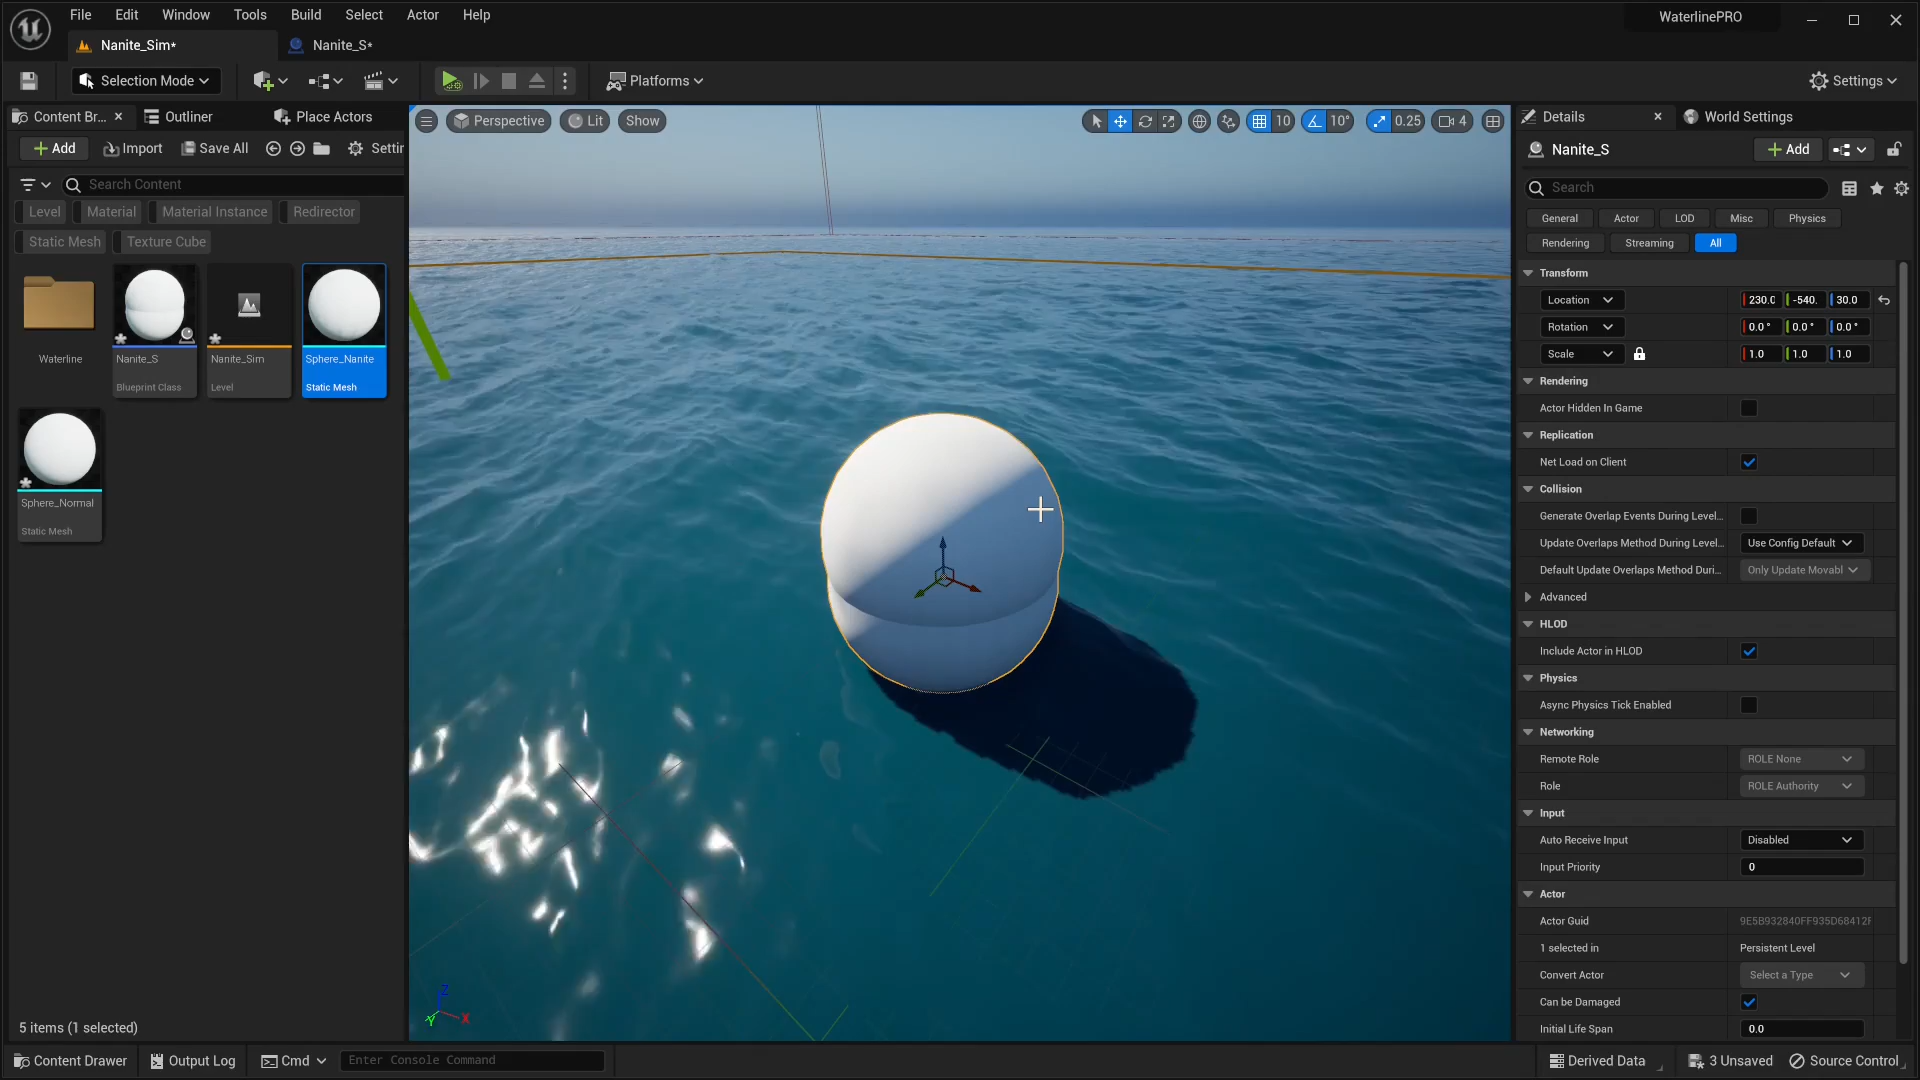 File Edit Window Tools Build Select Actor Help
WaterlinePRO
Nanite_Sim*
Nanite_S*
Selection Mode
Platforms
Settings
Content Br...
Outliner
Place Actors
Add
Import
Save All
Settir
Search Content
Level
Material
Material Instance
Redirector
Static Mesh
Texture Cube
Waterline
Nanite_S
Blueprint Class
Nanite_Sim
Level
Sphere_Nanite
Static Mesh
Sphere_Normal
Static Mesh
5 items (1 selected)
Perspective
Lit
Show
10
10°
0.25
4
Z
Y
X
Details
World Settings
Nanite_S
Add
Search
General
Actor
LOD
Misc
Physics
Rendering
Streaming
All
Transform
Location 230.0 -540. 30.0
Rotation 0.0 ° 0.0 ° 0.0 °
Scale 1.0 1.0 1.0
Rendering
Actor Hidden In Game
Replication
Net Load on Client
Collision
Generate Overlap Events During Level...
Update Overlaps Method During Level... Use Config Default
Default Update Overlaps Method Duri... Only Update Movabl
Advanced
HLOD
Include Actor in HLOD
Physics
Async Physics Tick Enabled
Networking
Remote Role ROLE None
Role ROLE Authority
Input
Auto Receive Input Disabled
Input Priority 0
Actor
Actor Guid 9E5B932840FF935D68412F
1 selected in Persistent Level
Convert Actor Select a Type
Can be Damaged
Initial Life Span 0.0
Content Drawer
Output Log
Cmd
Enter Console Command
Derived Data
3 Unsaved
Source Control